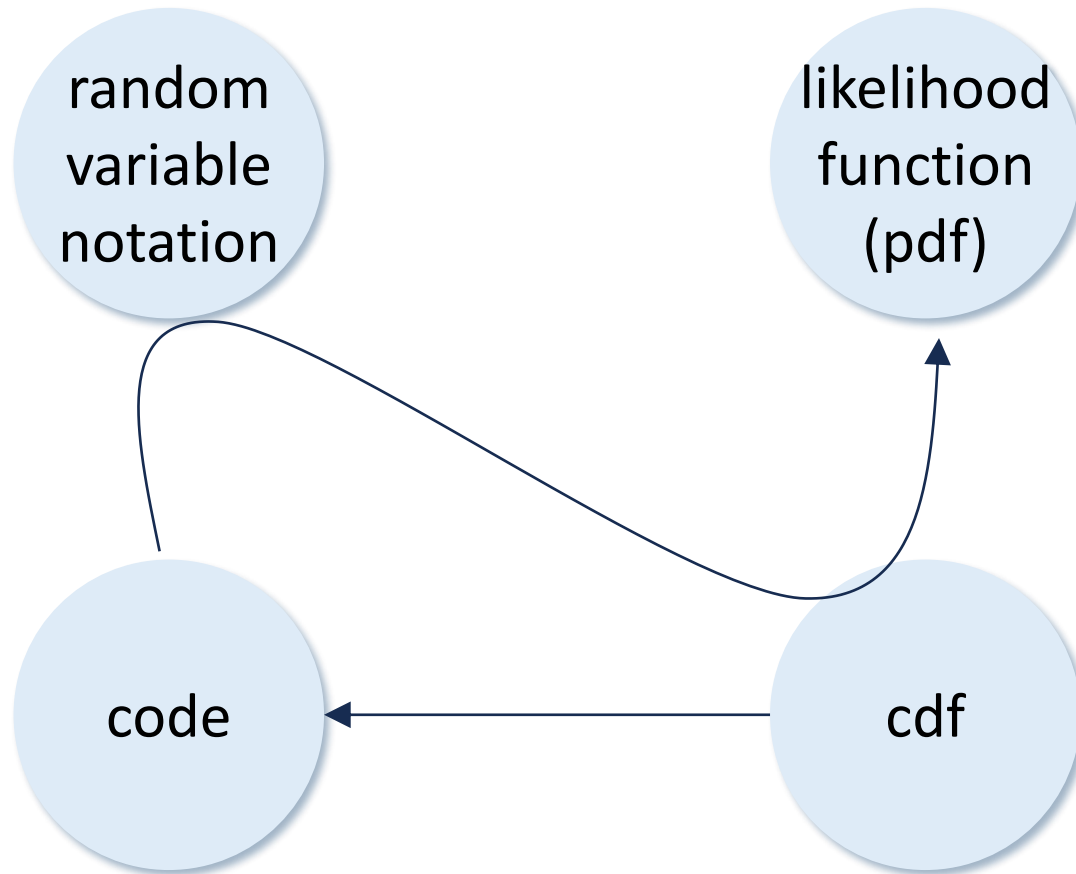 random
variable
notation
likelihood
function
(pdf)
code
cdf